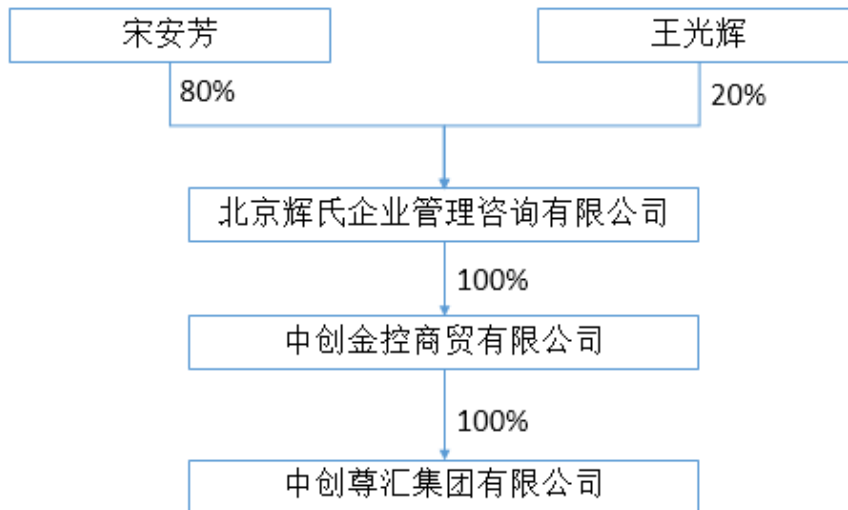 宋安芳
王光辉
80%
20%
北京辉氏企业管理咨询有限公司
100%
中创金控商贸有限公司
100%
中创尊汇集团有限公司